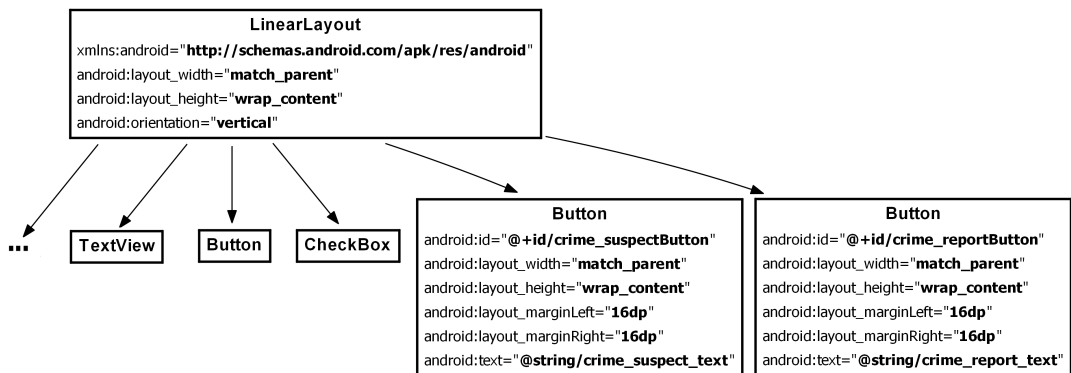 LinearLayout
xmlns:android="http://schemas.android.com/apk/res/android"
android:layout_width="match_parent"
android:layout_height="wrap_content"
android:orientation="vertical"
...
TextView
Button
CheckBox
Button
android:id="@+id/crime_suspectButton"
android:layout_width="match_parent"
android:layout_height="wrap_content"
android:layout_marginLeft="16dp"
android:layout_marginRight="16dp"
android:text="@string/crime_suspect_text"
Button
android:id="@+id/crime_reportButton"
android:layout_width="match_parent"
android:layout_height="wrap_content"
android:layout_marginLeft="16dp"
android:layout_marginRight="16dp"
android:text="@string/crime_report_text"